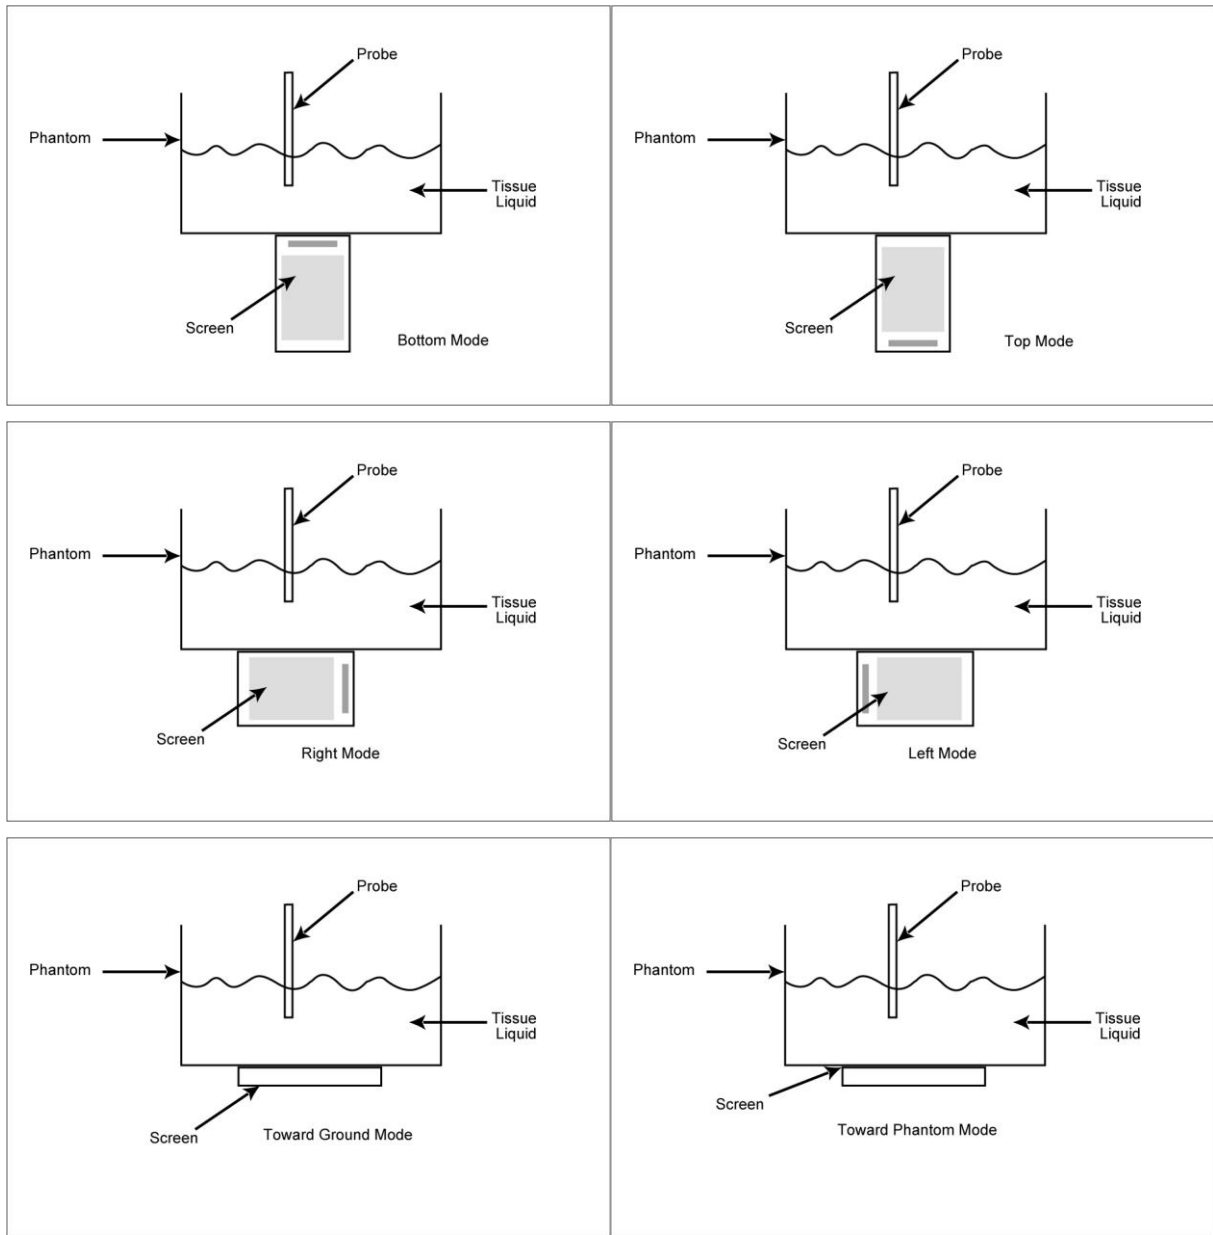 Probe
Phantom
Tissue
Liquid
Screen
Bottom Mode
Probe
Phantom
Tissue
Liquid
Screen
Top Mode
Probe
Phantom
Tissue
Liquid
Screen
Right Mode
Probe
Phantom
Tissue
Liquid
Screen
Left Mode
Probe
Phantom
Tissue
Liquid
Screen
Toward Ground Mode
Probe
Phantom
Tissue
Liquid
Screen
Toward Phantom Mode